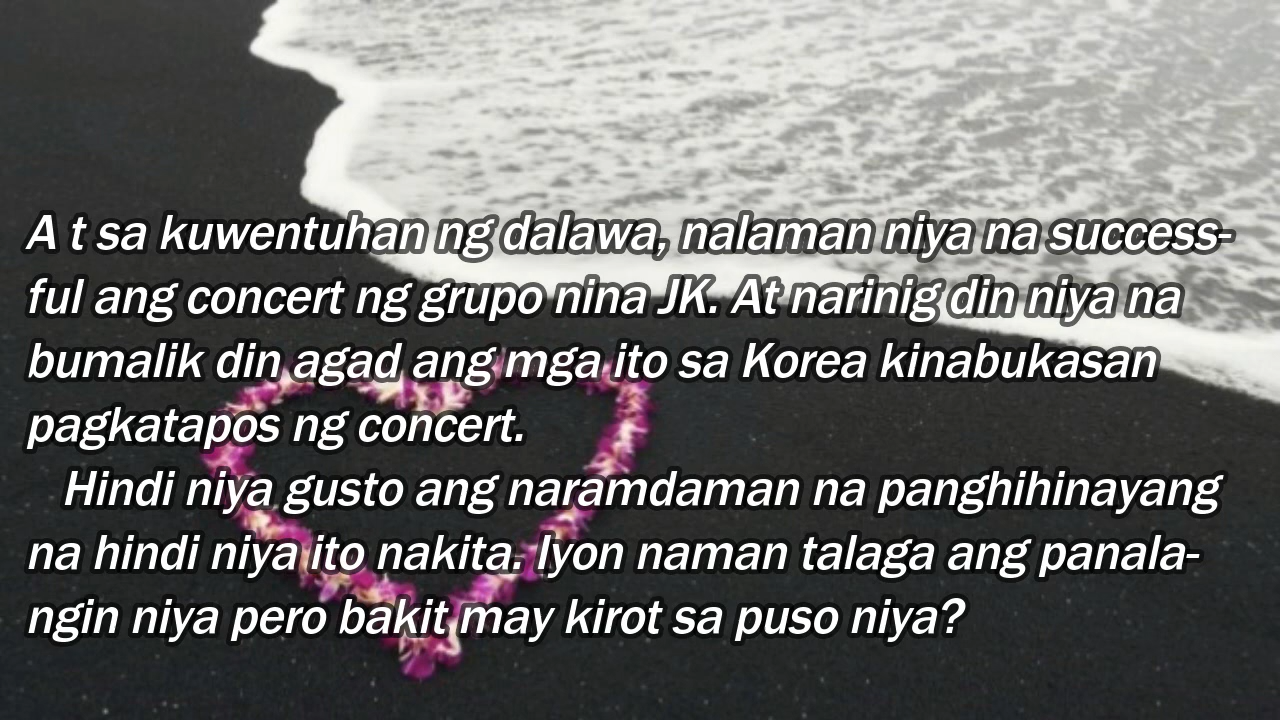 A t sa kuwentuhan ng dalawa, nalaman niya na success-
ful ang concert ng grupo nina JK. At narinig din niya na
bumalik din agad ang mga ito sa Korea kinabukasan
pagkatapos ng concert.
Hindi niya gusto ang naramdaman na panghihinayang
na hindi niya ito nakita. Iyon naman talaga ang panala-
ngin niya pero bakit may kirot sa puso niya?